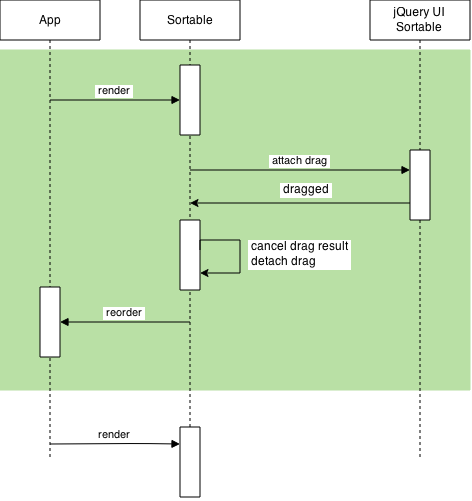 App
Sortable
jQuery UI
Sortable
render
attach drag
dragged
cancel drag result
detach drag
reorder
render